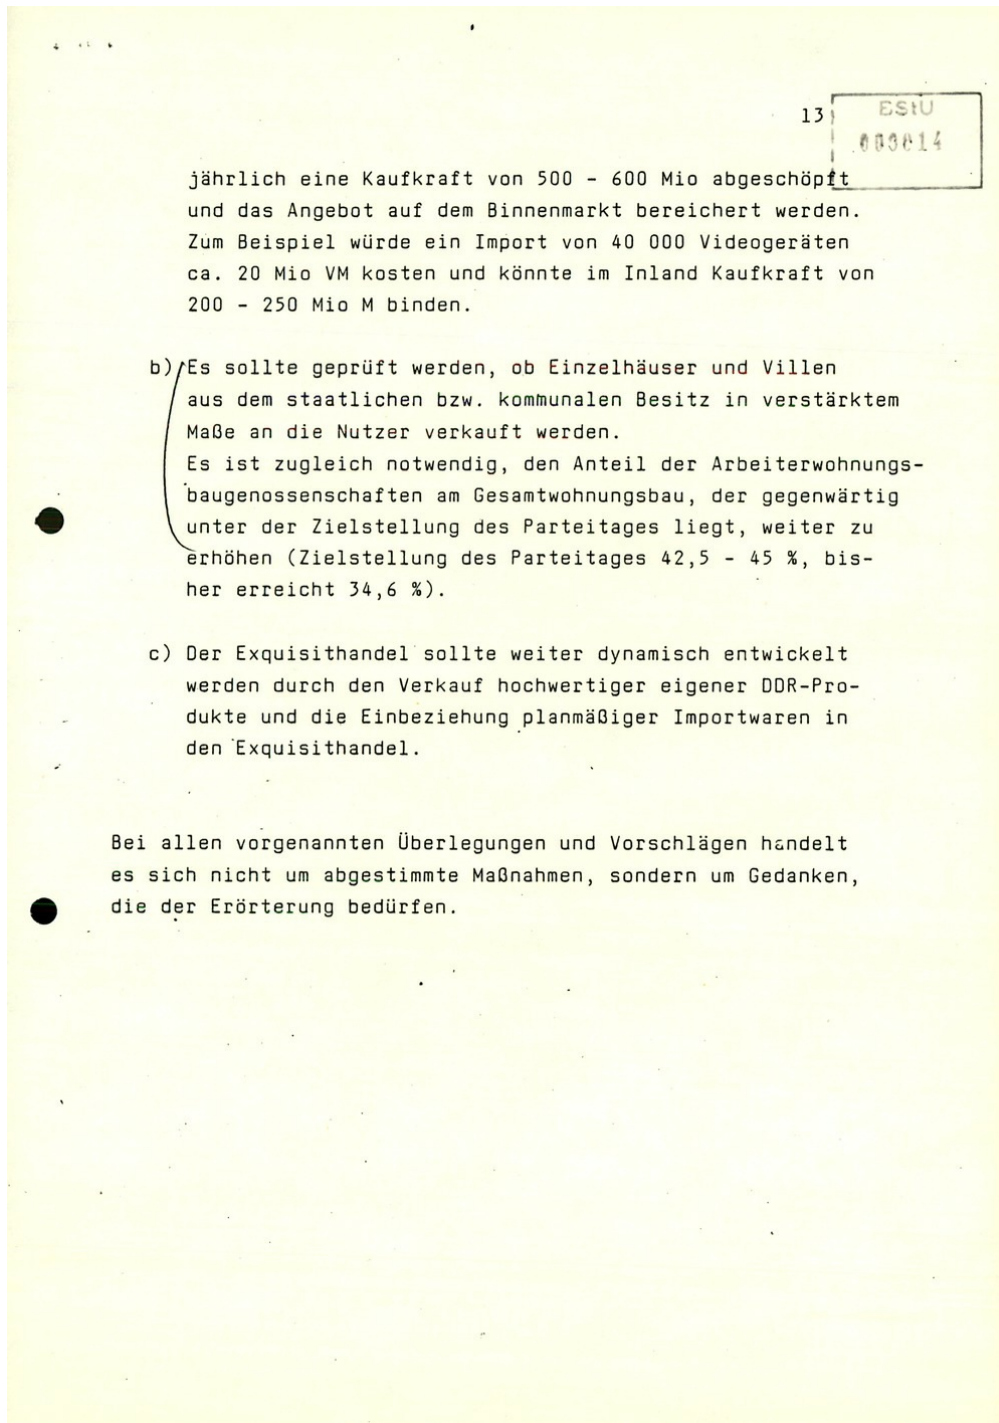 13
BStU
000014
jährlich eine Kaufkraft von 500 - 600 Mio abgeschöpft
und das Angebot auf dem Binnenmarkt bereichert werden.
Zum Beispiel würde ein Import von 40 000 Videogeräten
ca. 20 Mio VM kosten und könnte im Inland Kaufkraft von
200 - 250 Mio M binden.
b) Es sollte geprüft werden, ob Einzelhäuser und Villen
aus dem staatlichen bzw. kommunalen Besitz in verstärktem
Maße an die Nutzer verkauft werden.
Es ist zugleich notwendig, den Anteil der Arbeiterwohnungs-
baugenossenschaften am Gesamtwohnungsbau, der gegenwärtig
unter der Zielstellung des Parteitages liegt, weiter zu
erhöhen (Zielstellung des Parteitages 42,5 - 45 %, bis-
her erreicht 34,6 %).
c) Der Exquisithandel sollte weiter dynamisch entwickelt
werden durch den Verkauf hochwertiger eigener DDR-Pro-
dukte und die Einbeziehung planmäßiger Importwaren in
den Exquisithandel.
Bei allen vorgenannten Überlegungen und Vorschlägen handelt
es sich nicht um abgestimmte Maßnahmen, sondern um Gedanken,
die der Erörterung bedürfen.